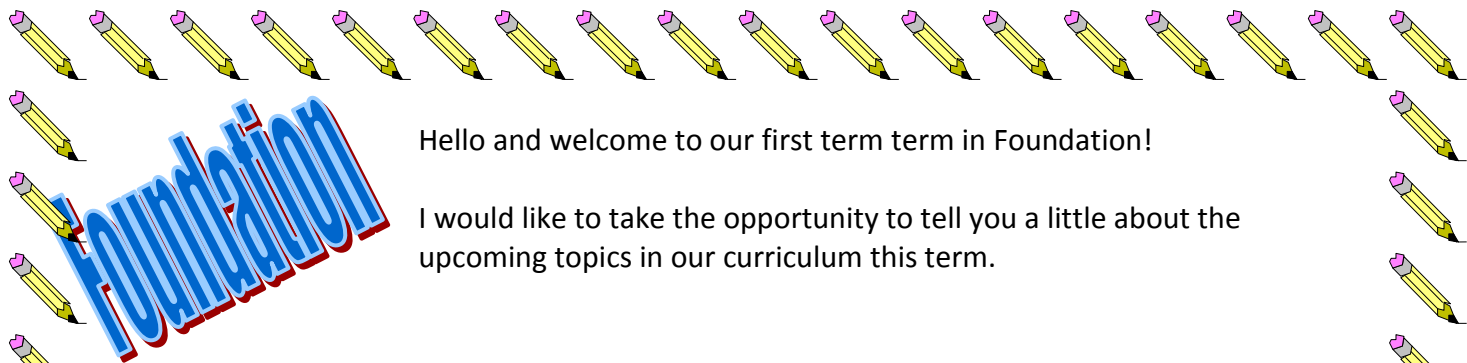 Foundation
Hello and welcome to our first term term in Foundation!
I would like to take the opportunity to tell you a little about the
upcoming topics in our curriculum this term.